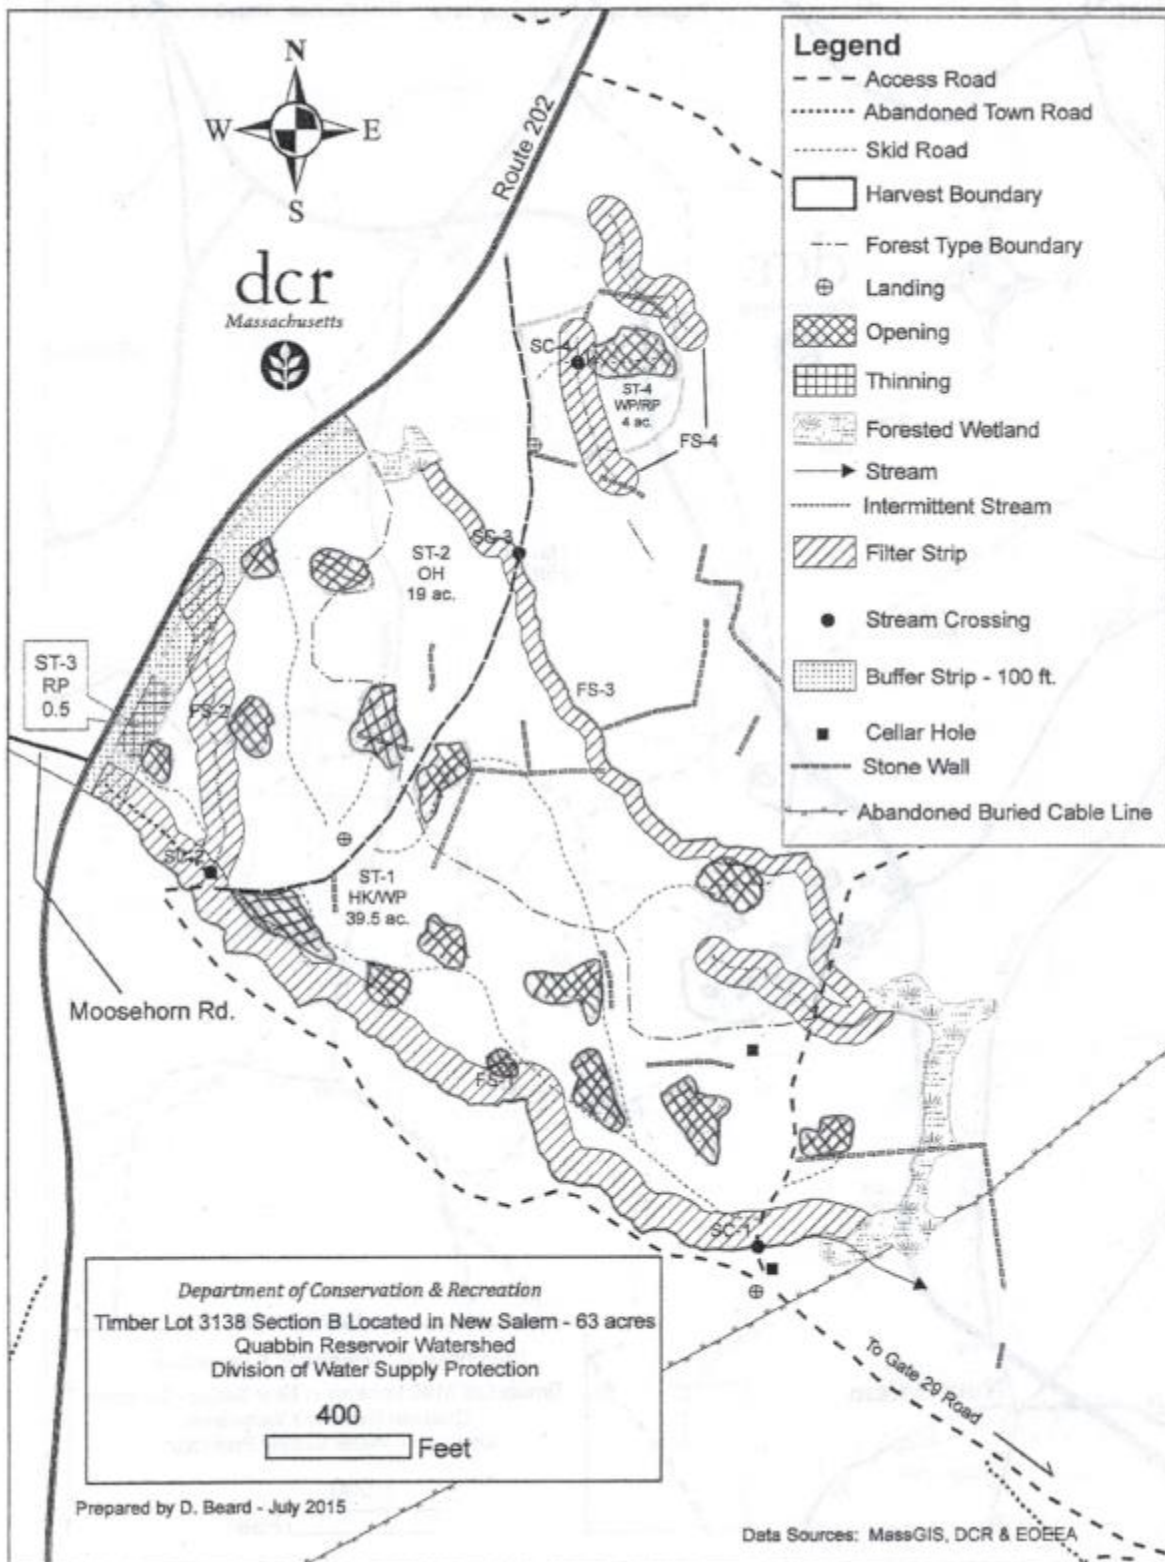 N
W
E
S
dcr
Massachusetts
Route 202
Legend
Access Road
Abandoned Town Road
Skid Road
Harvest Boundary
Forest Type Boundary
Landing
Opening
Thinning
Forested Wetland
Stream
Intermittent Stream
Filter Strip
Stream Crossing
Buffer Strip - 100 ft.
Cellar Hole
Stone Wall
Abandoned Buried Cable Line
SC-4
ST-4
WP/RP
4 ac.
FS-4
SC-3
ST-2
OH
19 ac.
ST-3
RP
0.5
FS-2
FS-3
SC-2
ST-1
HK/WP
39.5 ac.
Moosehorn Rd.
FS-1
SC-1
To Gate 29 Road
Department of Conservation & Recreation
Timber Lot 3138 Section B Located in New Salem - 63 acres
Quabbin Reservoir Watershed
Division of Water Supply Protection
400
Feet
Prepared by D. Beard - July 2015
Data Sources: MassGIS, DCR & EOEEA